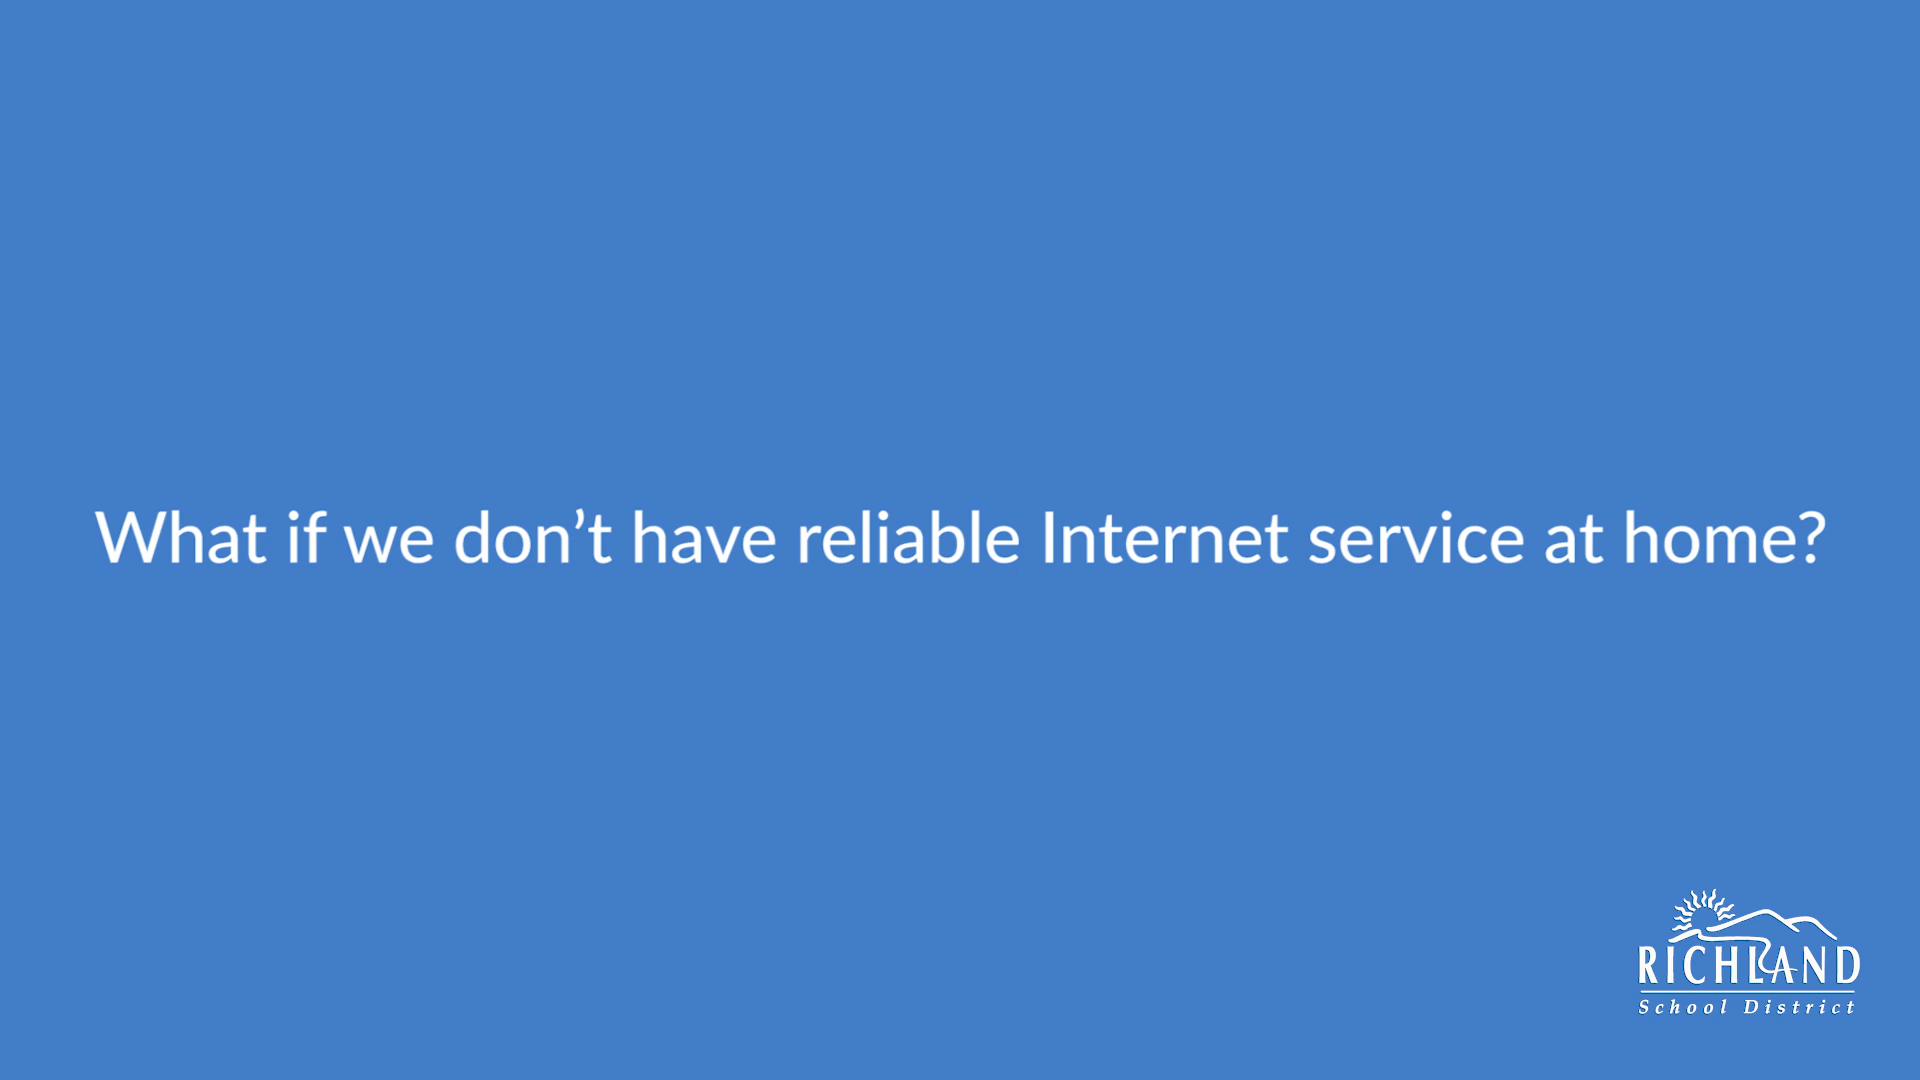 What if we don’t have reliable Internet service at home?
RICHLAND
School District